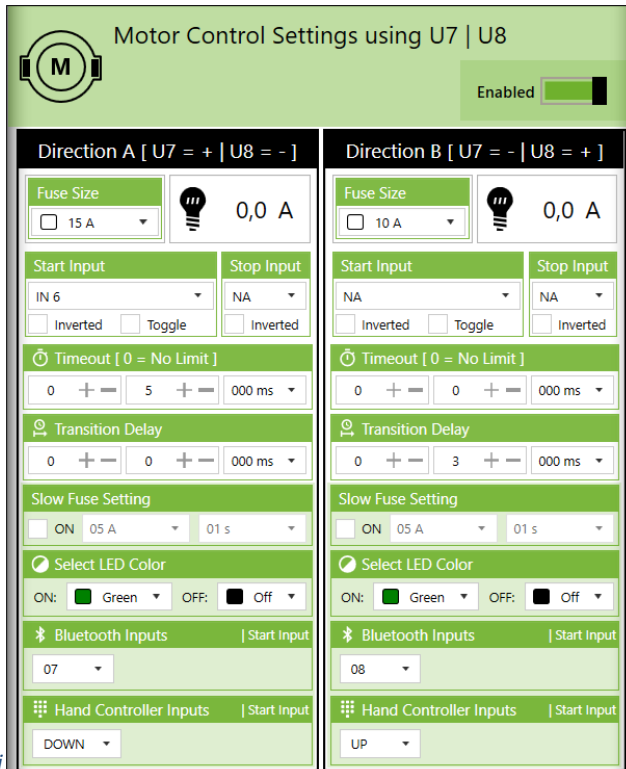 Motor Control Settings using U7 | U8
M
Enabled
Direction A [ U7 = + | U8 = - ]
Fuse Size
15 A
0,0 A
Start Input
Stop Input
IN 6
NA
Inverted
Toggle
Inverted
Timeout [ 0 = No Limit ]
0
5
000 ms
Transition Delay
0
0
000 ms
Slow Fuse Setting
ON
05 A
01 s
Select LED Color
ON:
Green
OFF:
Off
Bluetooth Inputs
| Start Input
07
Hand Controller Inputs
| Start Input
DOWN
Direction B [ U7 = - | U8 = + ]
Fuse Size
10 A
0,0 A
Start Input
Stop Input
NA
NA
Inverted
Toggle
Inverted
Timeout [ 0 = No Limit ]
0
0
000 ms
Transition Delay
0
3
000 ms
Slow Fuse Setting
ON
05 A
01 s
Select LED Color
ON:
Green
OFF:
Off
Bluetooth Inputs
| Start Input
08
Hand Controller Inputs
| Start Input
UP